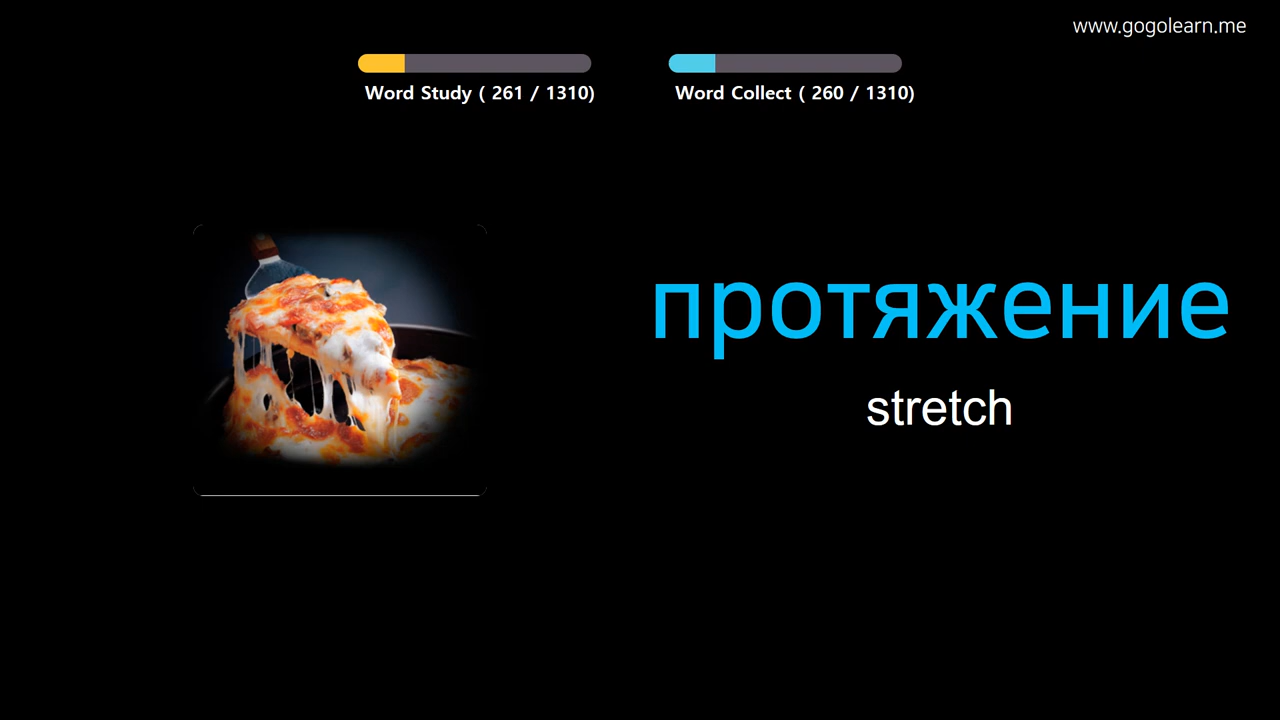 www.gogolearn.me
Word Study ( 261 / 1310)
Word Collect ( 260 / 1310)
протяжение
stretch